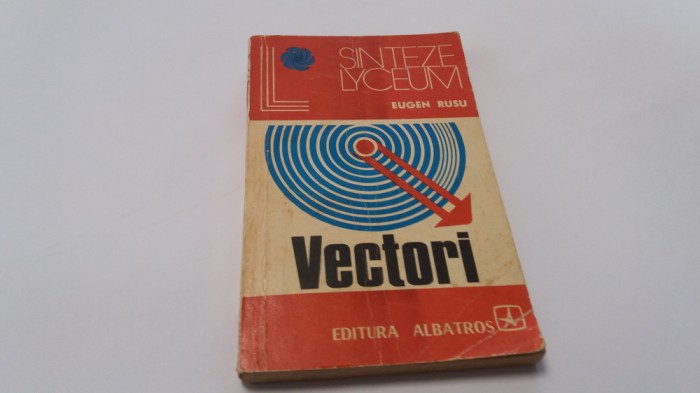 SINTEZE
LYCEUM
EUGEN RUSU
Vectori
EDITURA ALBATROS